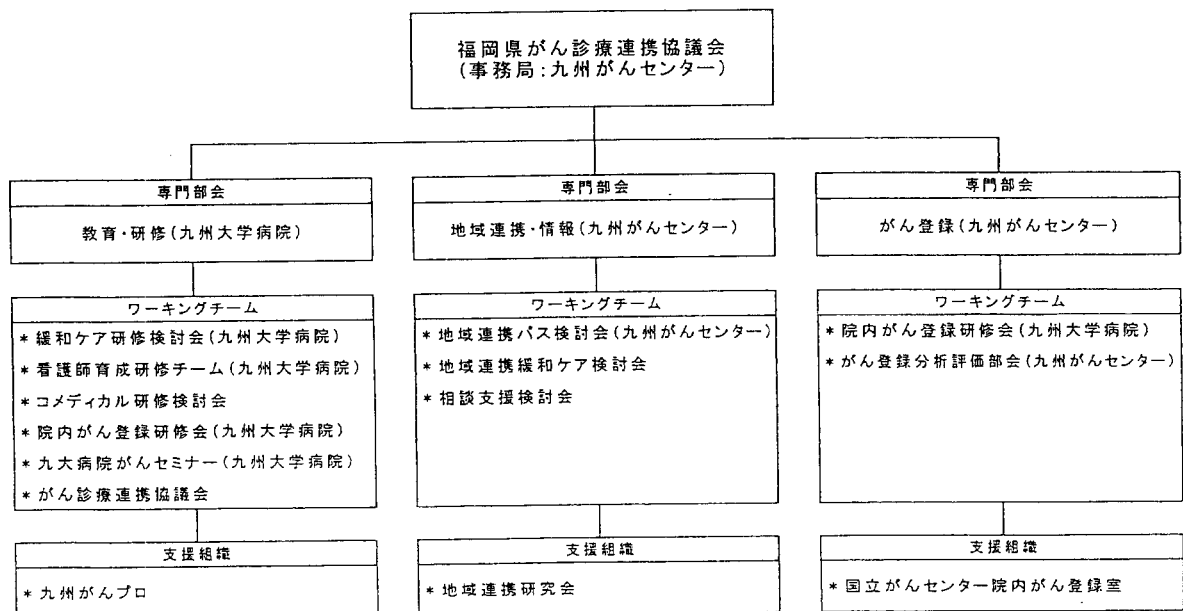 福岡県がん診療連携協議会
(事務局:九州がんセンター)
専門部会
教育・研修(九州大学病院)
ワーキングチーム
* 緩和ケア研修検討会(九州大学病院)
* 看護師育成研修チーム(九州大学病院)
* コメディカル研修検討会
* 院内がん登録研修会(九州大学病院)
* 九大病院がんセミナー(九州大学病院)
* がん診療連携協議会
支援組織
* 九州がんプロ
専門部会
地域連携・情報(九州がんセンター)
ワーキングチーム
* 地域連携パス検討会(九州がんセンター)
* 地域連携緩和ケア検討会
* 相談支援検討会
支援組織
* 地域連携研究会
専門部会
がん登録(九州がんセンター)
ワーキングチーム
* 院内がん登録研修会(九州大学病院)
* がん登録分析評価部会(九州がんセンター)
支援組織
* 国立がんセンター院内がん登録室